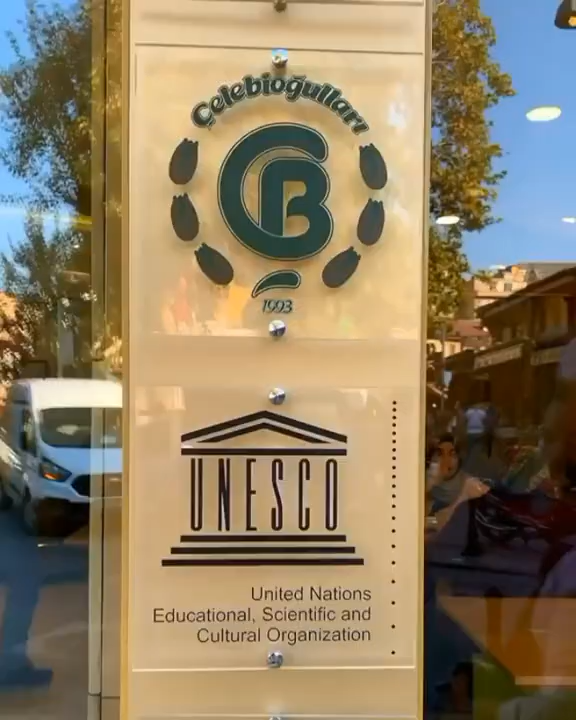 Çelebioğulları
CB
1993
UNESCO
United Nations
Educational, Scientific and
Cultural Organization